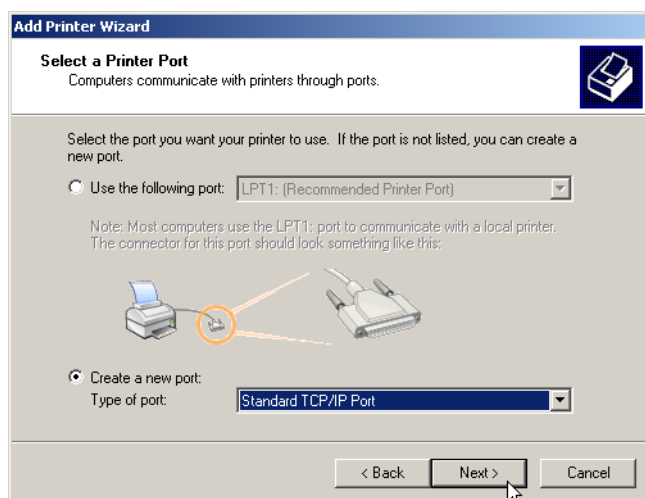 Add Printer Wizard
Select a Printer Port
Computers communicate with printers through ports.
Select the port you want your printer to use. If the port is not listed, you can create a
new port.
Use the following port: LPT1: (Recommended Printer Port)
Note: Most computers use the LPT1: port to communicate with a local printer.
The connector for this port should look something like this:
Create a new port:
Type of port: Standard TCP/IP Port
< Back Next > Cancel